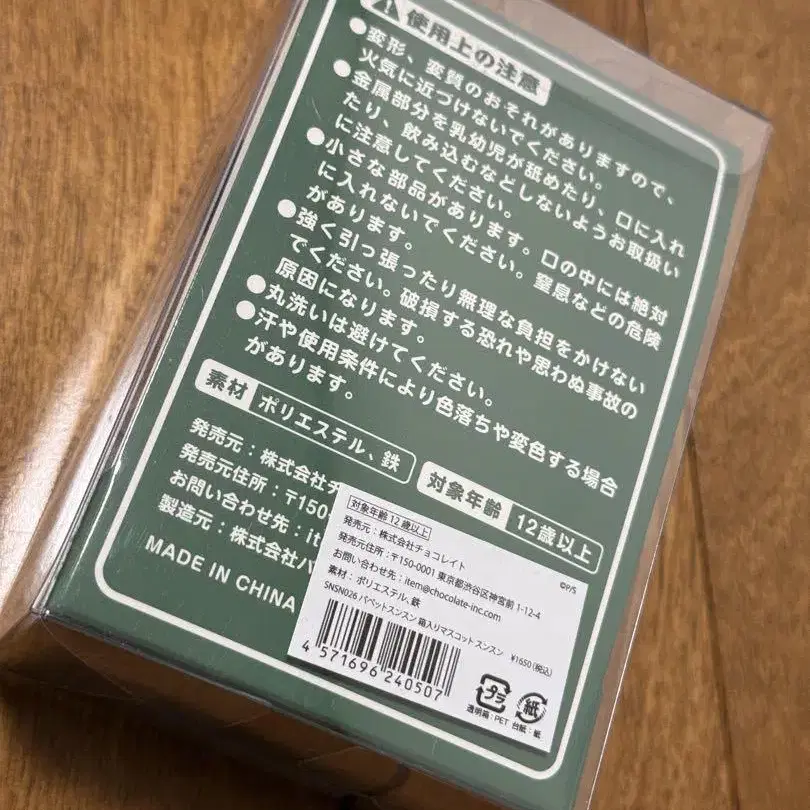 使用上の注意
●変形、変質のおそれがありますので、
火気に近づけないでください。
●金属部分を乳幼児が舐めたり、口に入れ
たり、飲み込むなどしないようお取扱い
に注意してください。
●小さな部品があります。口の中には絶対
に入れないでください。窒息などの危険
があります。
●強く引っ張ったり無理な負担をかけない
でください。破損する恐れや思わぬ事故の
原因になります。
●丸洗いは避けてください。
●汗や使用条件により色落ちや変色する場合
があります。
素材 ポリエステル、鉄
対象年齢 12歳以上
発売元:株式会社チ
発売元住所:〒150-
お問い合わせ先:it
製造元:株式会社パ
MADE IN CHINA
対象年齢 12歳以上
発売元:株式会社チョコレイト
発売元住所:〒150-0001 東京都渋谷区神宮前 1-12-4
お問い合わせ先:item@chocolate-inc.com
素材:ポリエステル、鉄
©P/S
SNSN026 パペットスンスン 箱入りマスコット スンスン ¥1650(税込)
4 571696 240507
プラ
紙
透明箱:PET 台紙:紙